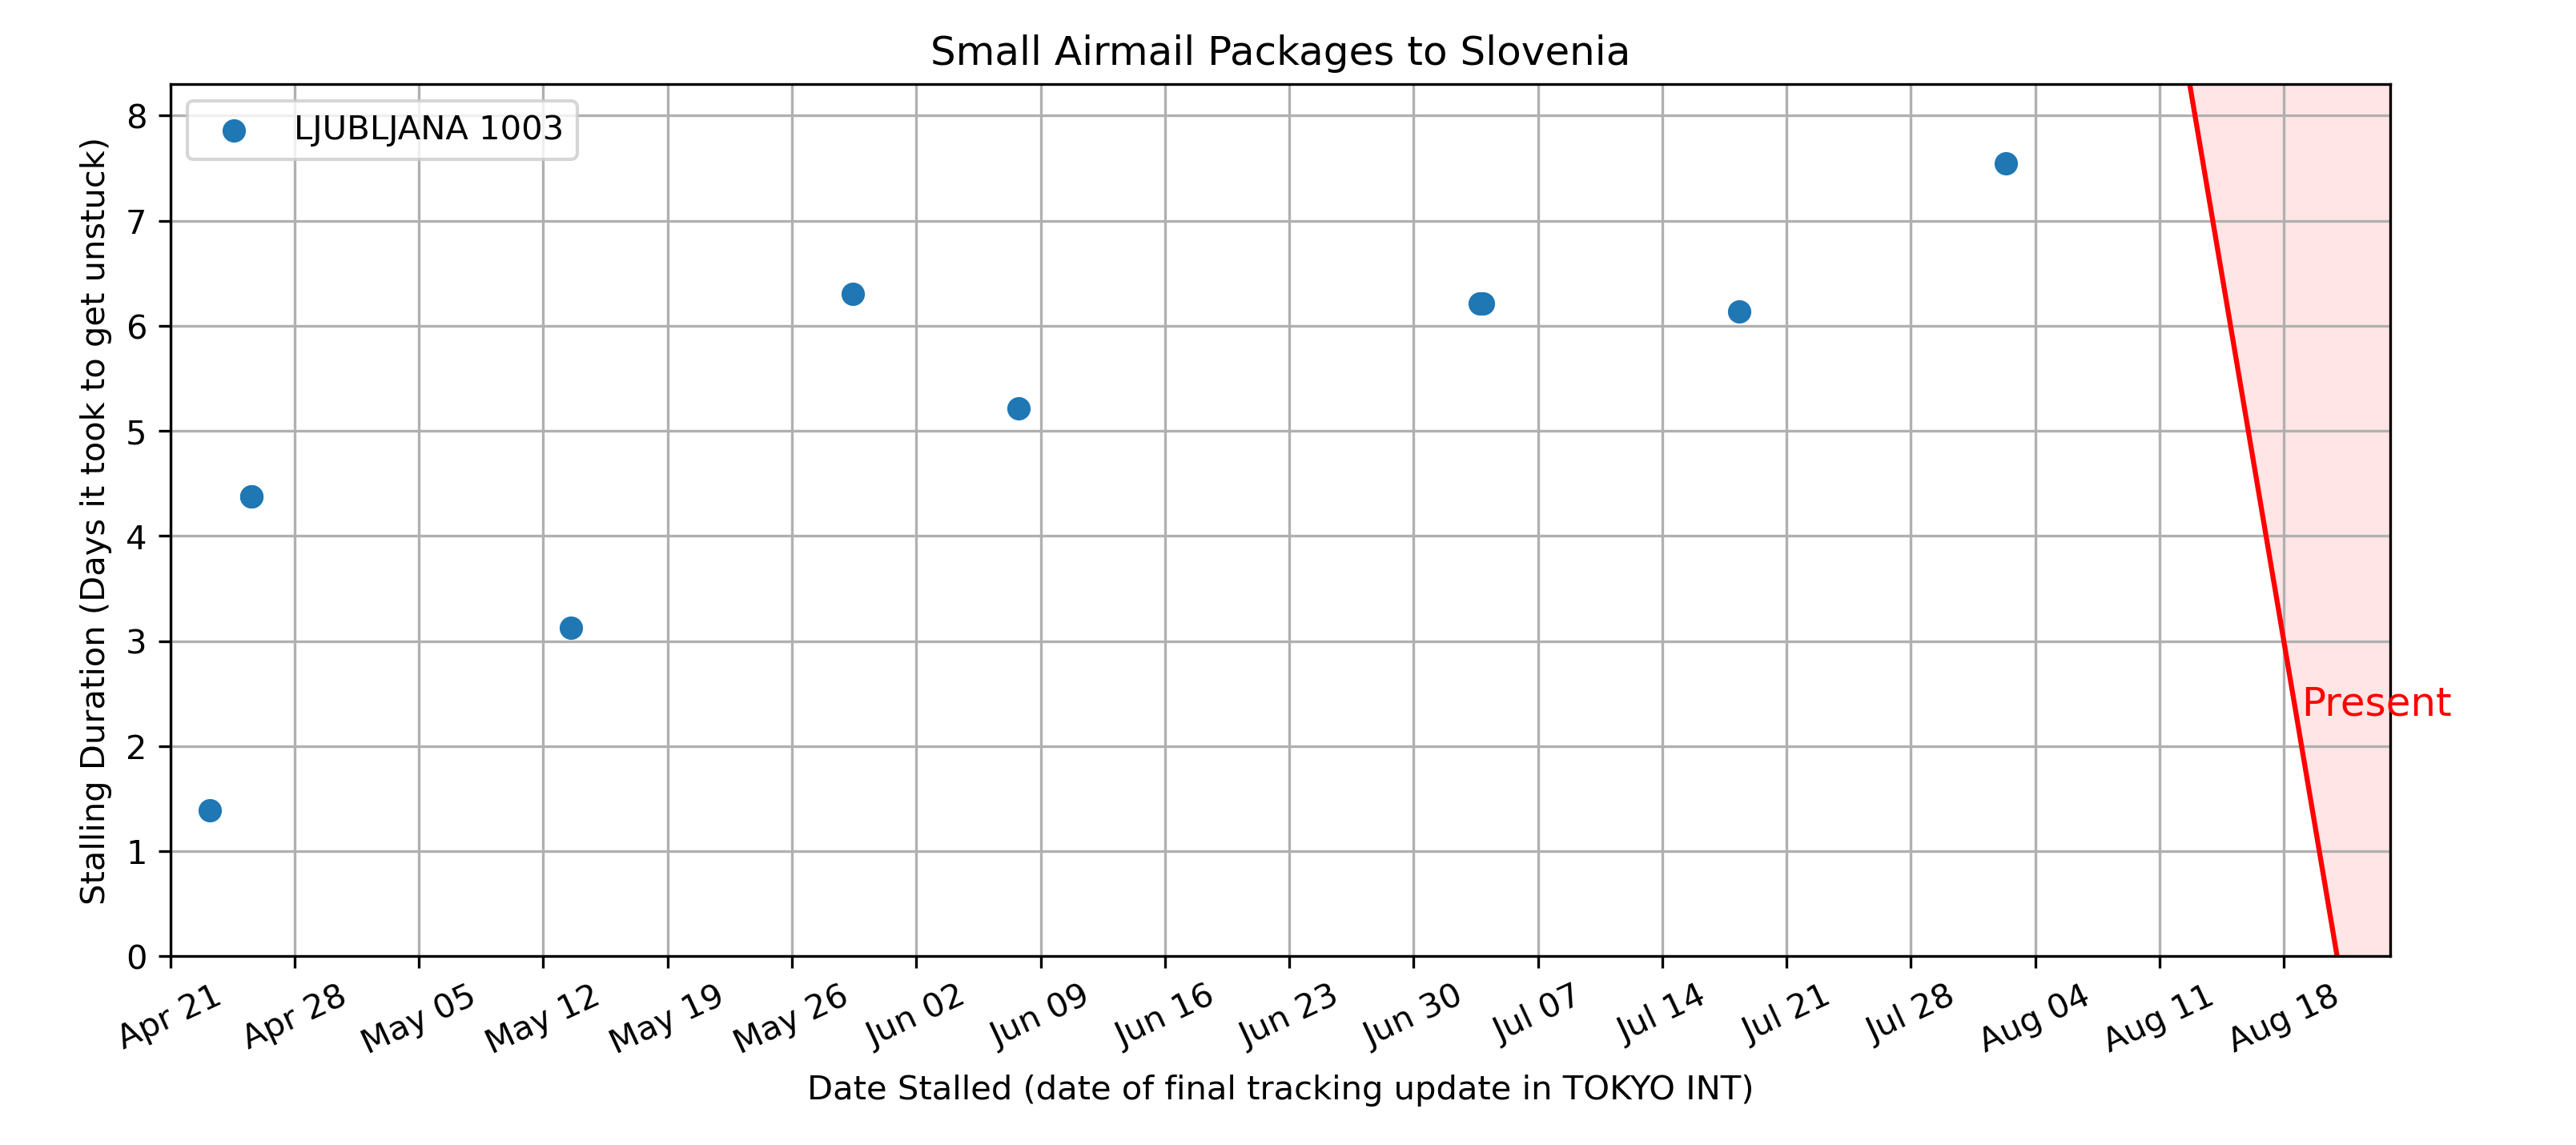 Small Airmail Packages to Slovenia
LJUBLJANA 1003
Stalling Duration (Days it took to get unstuck)
8
7
6
5
4
3
2
1
0
Present
Apr 21
Apr 28
May 05
May 12
May 19
May 26
Jun 02
Jun 09
Jun 16
Jun 23
Jun 30
Jul 07
Jul 14
Jul 21
Jul 28
Aug 04
Aug 11
Aug 18
Date Stalled (date of final tracking update in TOKYO INT)